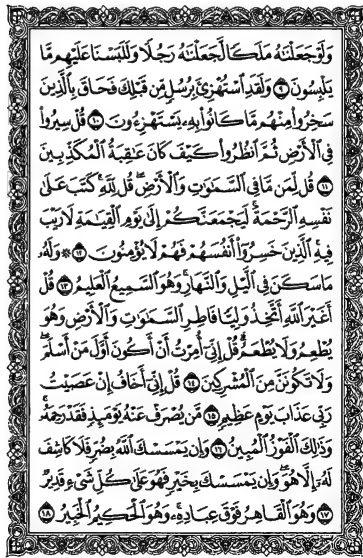 وَلَوْ جَعَلْنَٰهُ مَلَكًا لَّجَعَلْنَٰهُ رَجُلًا وَلَلَبَسْنَا عَلَيْهِم مَّا
يَلْبِسُونَ ۝٩ وَلَقَدِ ٱسْتُهْزِئَ بِرُسُلٍ مِّن قَبْلِكَ فَحَاقَ بِٱلَّذِينَ
سَخِرُوا۟ مِنْهُم مَّا كَانُوا۟ بِهِۦ يَسْتَهْزِءُونَ ۝١٠ قُلْ سِيرُوا۟
فِى ٱلْأَرْضِ ثُمَّ ٱنظُرُوا۟ كَيْفَ كَانَ عَٰقِبَةُ ٱلْمُكَذِّبِينَ
۝١١ قُل لِّمَن مَّا فِى ٱلسَّمَٰوَٰتِ وَٱلْأَرْضِ ۖ قُل لِّلَّهِ ۚ كَتَبَ عَلَىٰ
نَفْسِهِ ٱلرَّحْمَةَ ۚ لَيَجْمَعَنَّكُمْ إِلَىٰ يَوْمِ ٱلْقِيَٰمَةِ لَا رَيْبَ
فِيهِ ۚ ٱلَّذِينَ خَسِرُوٓا۟ أَنفُسَهُمْ فَهُمْ لَا يُؤْمِنُونَ ۝١٢ ۞ وَلَهُۥ
مَا سَكَنَ فِى ٱلَّيْلِ وَٱلنَّهَارِ ۚ وَهُوَ ٱلسَّمِيعُ ٱلْعَلِيمُ ۝١٣ قُلْ
أَغَيْرَ ٱللَّهِ أَتَّخِذُ وَلِيًّا فَاطِرِ ٱلسَّمَٰوَٰتِ وَٱلْأَرْضِ وَهُوَ
يُطْعِمُ وَلَا يُطْعَمُ ۗ قُلْ إِنِّىٓ أُمِرْتُ أَنْ أَكُونَ أَوَّلَ مَنْ أَسْلَمَ ۖ
وَلَا تَكُونَنَّ مِنَ ٱلْمُشْرِكِينَ ۝١٤ قُلْ إِنِّىٓ أَخَافُ إِنْ عَصَيْتُ
رَبِّى عَذَابَ يَوْمٍ عَظِيمٍ ۝١٥ مَّن يُصْرَفْ عَنْهُ يَوْمَئِذٍ فَقَدْ رَحِمَهُۥ ۚ
وَذَٰلِكَ ٱلْفَوْزُ ٱلْمُبِينُ ۝١٦ وَإِن يَمْسَسْكَ ٱللَّهُ بِضُرٍّ فَلَا كَاشِفَ
لَهُۥٓ إِلَّا هُوَ ۖ وَإِن يَمْسَسْكَ بِخَيْرٍ فَهُوَ عَلَىٰ كُلِّ شَىْءٍ قَدِيرٌ
۝١٧ وَهُوَ ٱلْقَاهِرُ فَوْقَ عِبَادِهِۦ ۚ وَهُوَ ٱلْحَكِيمُ ٱلْخَبِيرُ ۝١٨